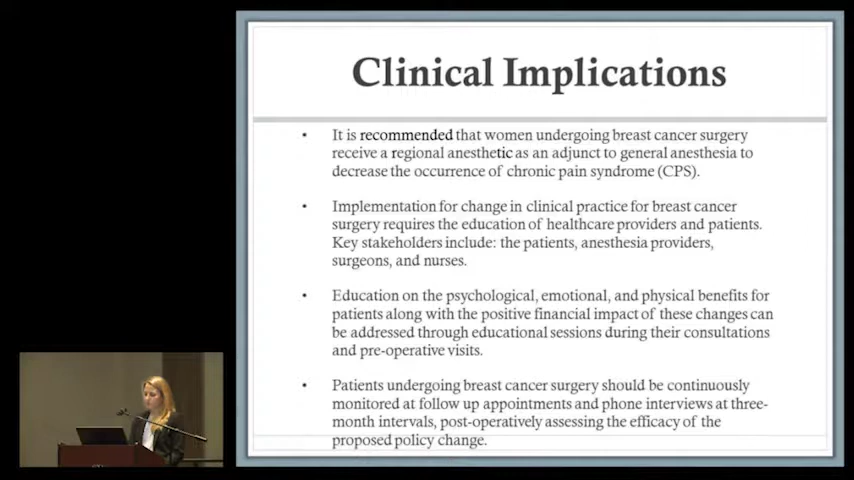 Clinical Implications
• It is recommended that women undergoing breast cancer surgery
receive a regional anesthetic as an adjunct to general anesthesia to
decrease the occurrence of chronic pain syndrome (CPS).
• Implementation for change in clinical practice for breast cancer
surgery requires the education of healthcare providers and patients.
Key stakeholders include: the patients, anesthesia providers,
surgeons, and nurses.
• Education on the psychological, emotional, and physical benefits for
patients along with the positive financial impact of these changes can
be addressed through educational sessions during their consultations
and pre-operative visits.
• Patients undergoing breast cancer surgery should be continuously
monitored at follow up appointments and phone interviews at three-
month intervals, post-operatively assessing the efficacy of the
proposed policy change.